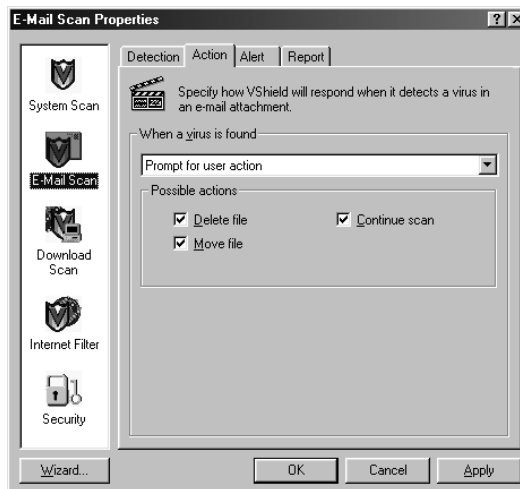 E-Mail Scan Properties
System Scan
E-Mail Scan
Download
Scan
Internet Filter
Security
Detection
Action
Alert
Report
Specify how VShield will respond when it detects a virus in
an e-mail attachment.
When a virus is found
Prompt for user action
Possible actions
Delete file
Continue scan
Move file
Wizard...
OK
Cancel
Apply